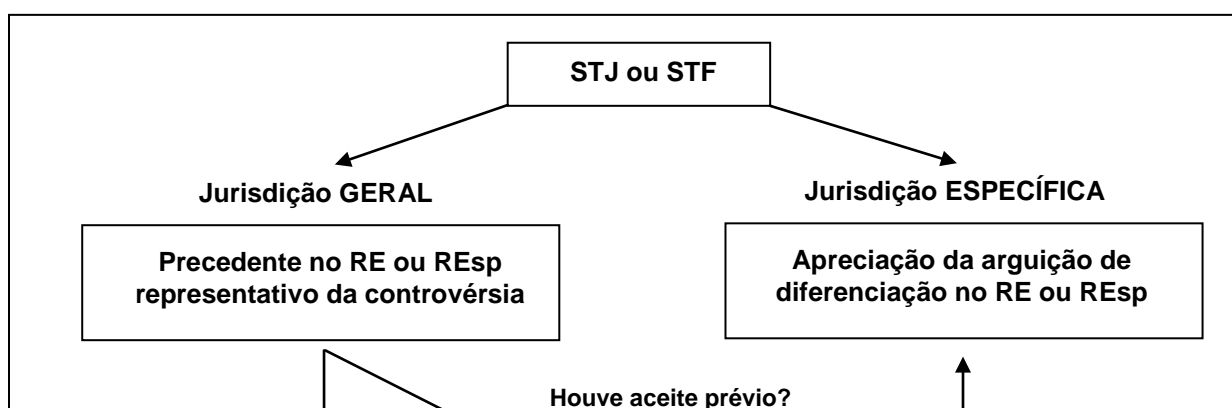 STJ ou STF
Jurisdição GERAL
Jurisdição ESPECÍFICA
Precedente no RE ou REsp
representativo da controvérsia
Apreciação da arguição de
diferenciação no RE ou REsp
Houve aceite prévio?